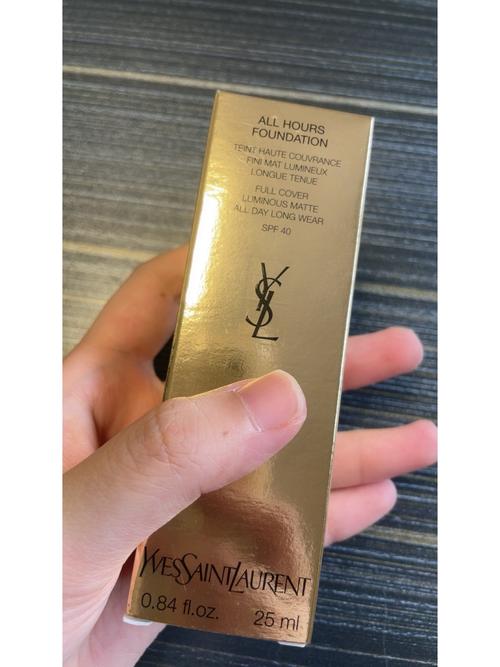 ALL HOURS
FOUNDATION
TEINT HAUTE COUVRANCE
FINI MAT LUMINEUX
LONGUE TENUE
FULL COVER
LUMINOUS MATTE
ALL DAY LONG WEAR
SPF 40
YSL
YVESSAINTLAURENT
0.84 fl.oz. 25 ml